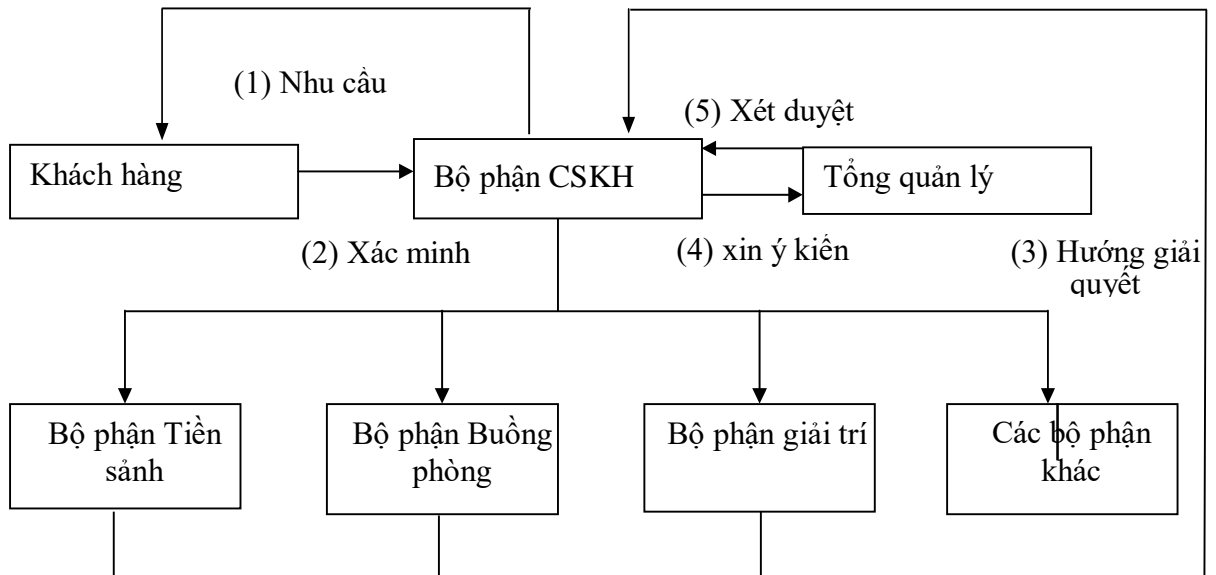 (1) Nhu cầu
(5) Xét duyệt
Khách hàng
Bộ phận CSKH
Tổng quản lý
(2) Xác minh
(4) xin ý kiến
(3) Hướng giải
quyết
Bộ phận Tiền
sảnh
Bộ phận Buồng
phòng
Bộ phận giải trí
Các bộ phận
khác